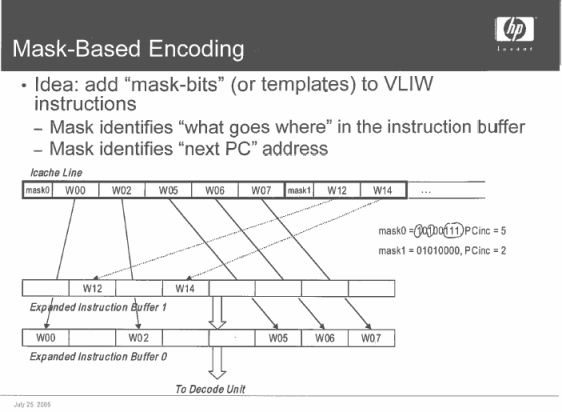 hp
i n v e n t
Mask-Based Encoding
• Idea: add “mask-bits” (or templates) to VLIW
instructions
– Mask identifies “what goes where” in the instruction buffer
– Mask identifies “next PC” address
Icache Line
mask0 W00 W02 W05 W06 W07 mask1 W12 W14 ...
mask0 = 10100111 PCinc = 5
mask1 = 01010000, PCinc = 2
W12 W14
Expanded Instruction Buffer 1
W00 W02 W05 W06 W07
Expanded Instruction Buffer 0
To Decode Unit
July 25 2005